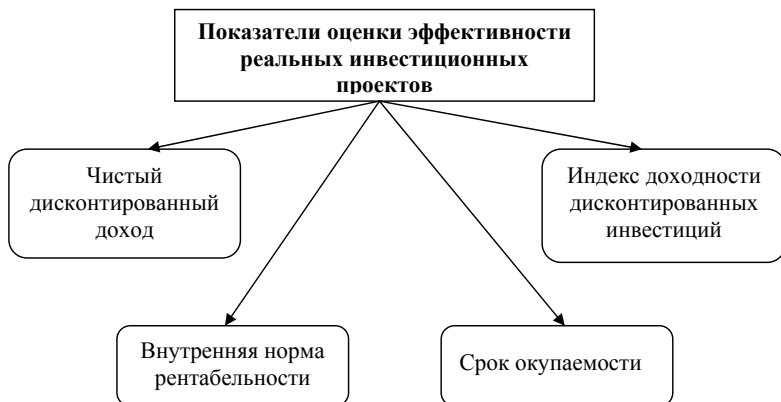 Показатели оценки эффективности
реальных инвестиционных
проектов
Чистый
дисконтированный
доход
Индекс доходности
дисконтированных
инвестиций
Внутренняя норма
рентабельности
Срок окупаемости